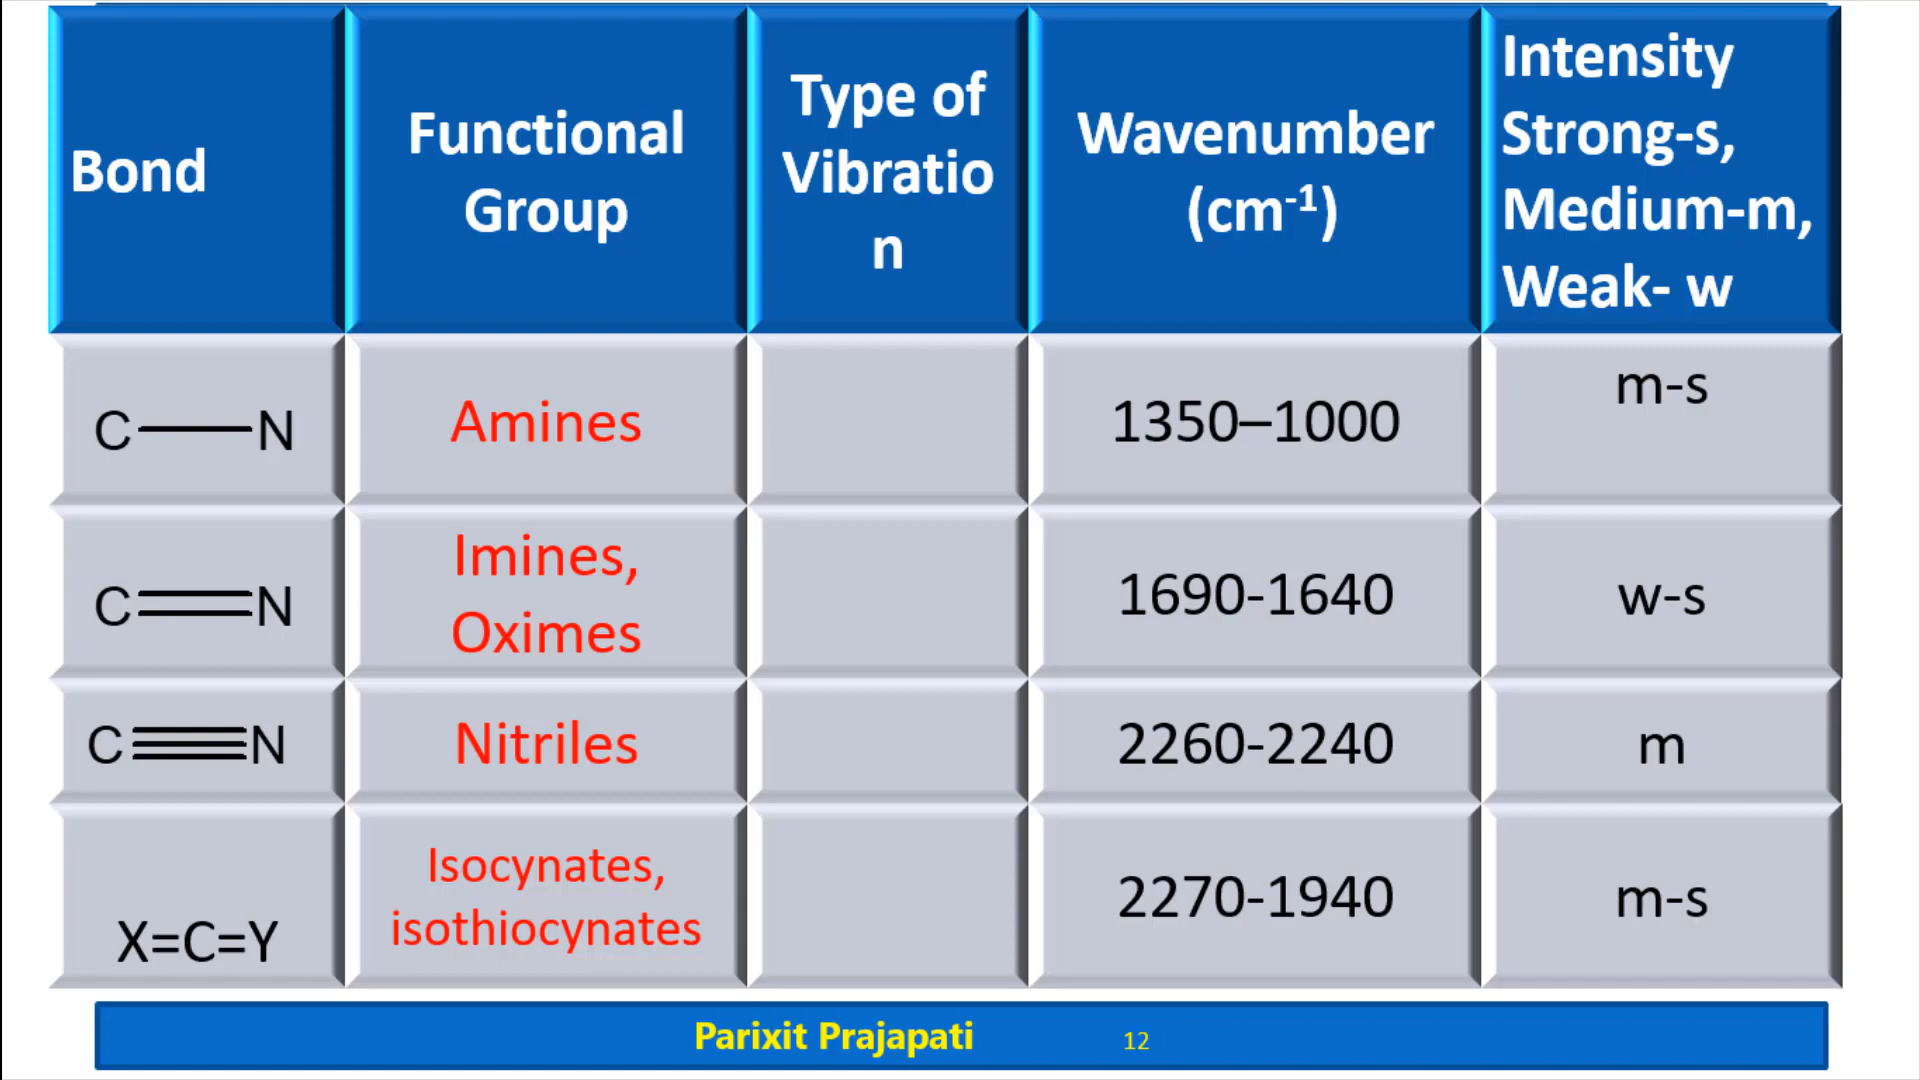 Bond
Functional
Group
Type of
Vibratio
n
Wavenumber
(cm-1)
Intensity
Strong-s,
Medium-m,
Weak- w
C—N
Amines
1350–1000
m-s
C=N
Imines,
Oximes
1690-1640
w-s
C≡N
Nitriles
2260-2240
m
X=C=Y
Isocynates,
isothiocynates
2270-1940
m-s
Parixit Prajapati
12